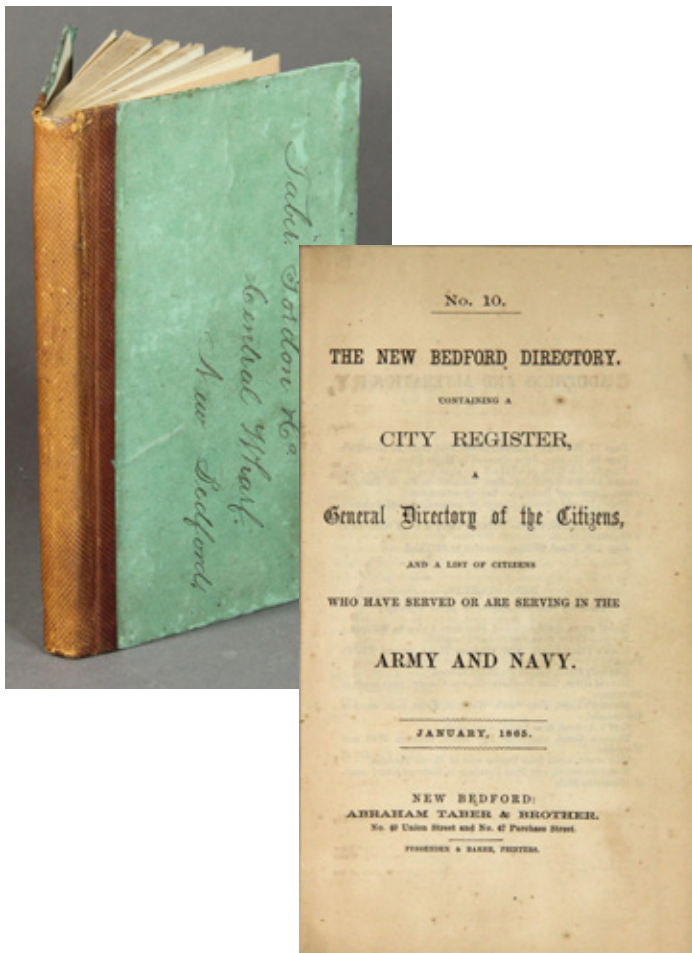 Taber. Gordon & Co
Central Wharf.
New Bedford
No. 10.
THE NEW BEDFORD DIRECTORY.
CONTAINING A
CITY REGISTER,
A
General Directory of the Citizens,
AND A LIST OF CITIZENS
WHO HAVE SERVED OR ARE SERVING IN THE
ARMY AND NAVY.
JANUARY, 1865.
NEW BEDFORD:
ABRAHAM TABER & BROTHER.
No. 49 Union Street and No. 47 Purchase Street.
FESSENDEN & BAKER, PRINTERS.